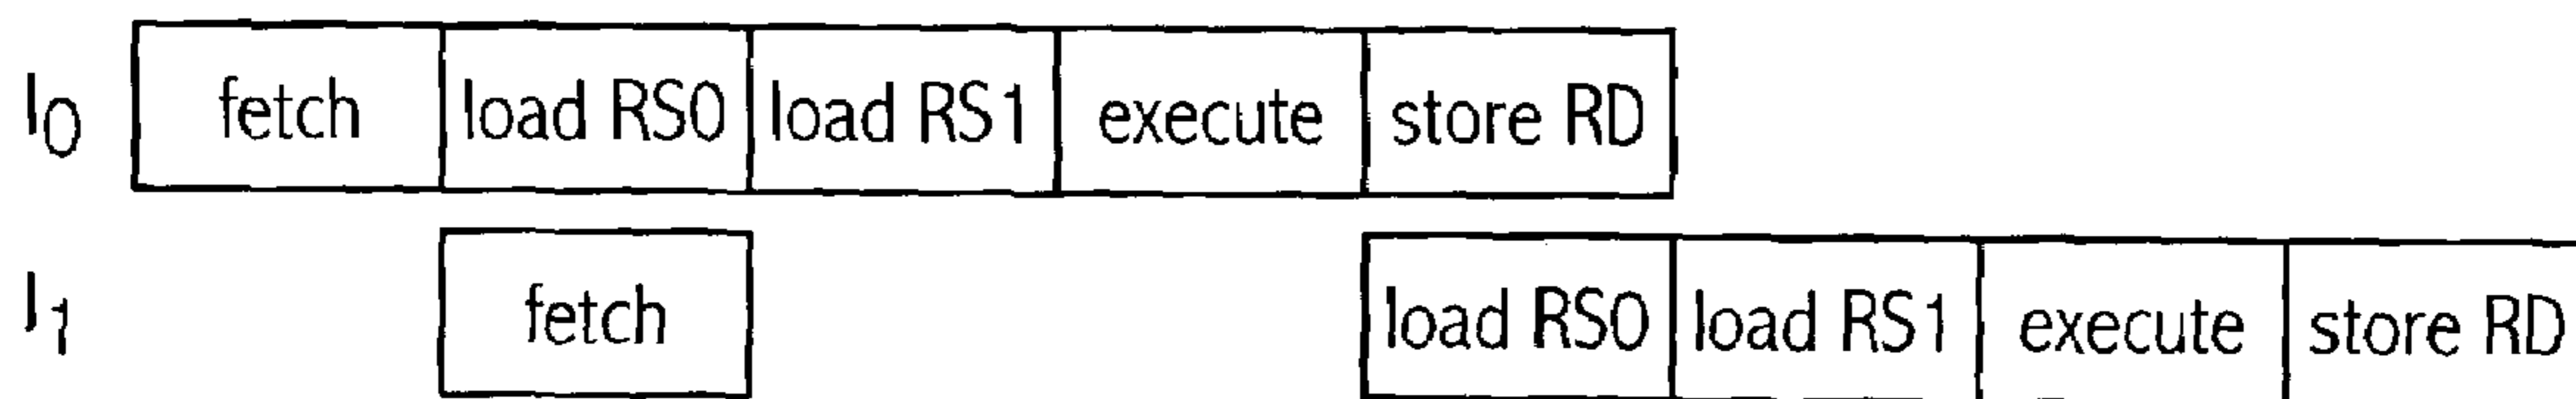 I0 fetch load RS0 load RS1 execute store RD
I1 fetch load RS0 load RS1 execute store RD